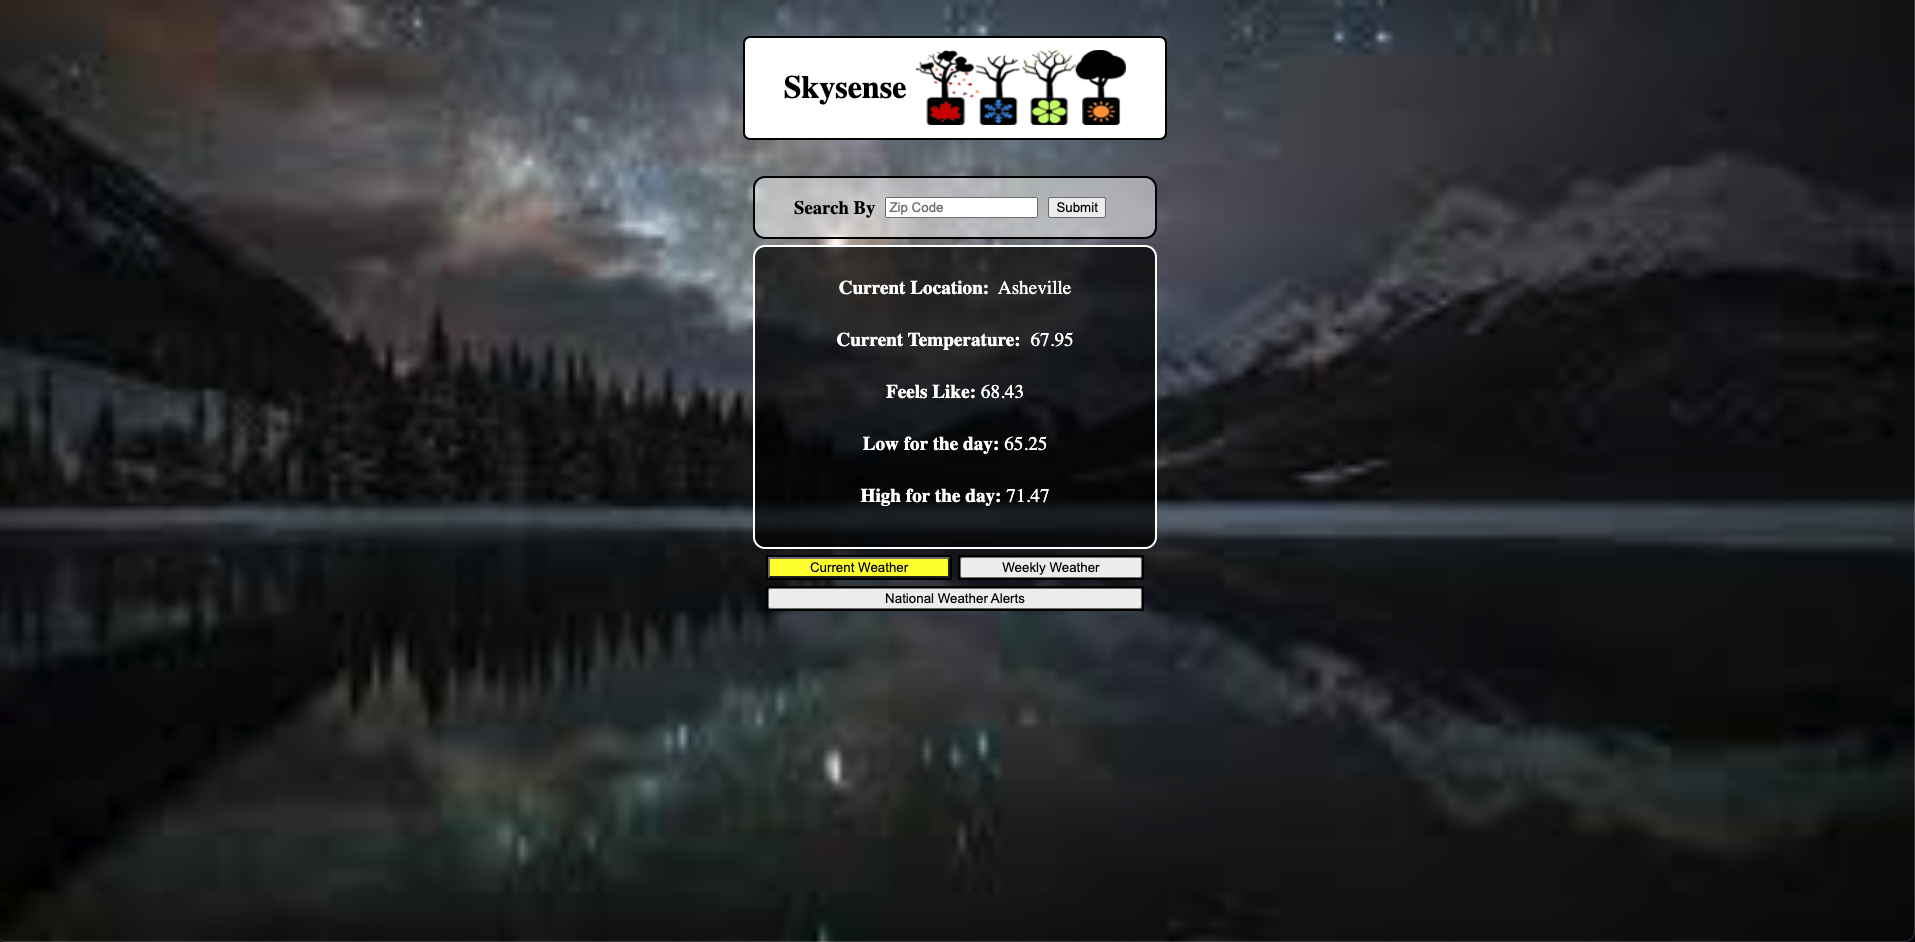 Skysense
Search By Zip Code Submit
Current Location: Asheville
Current Temperature: 67.95
Feels Like: 68.43
Low for the day: 65.25
High for the day: 71.47
Current Weather Weekly Weather
National Weather Alerts